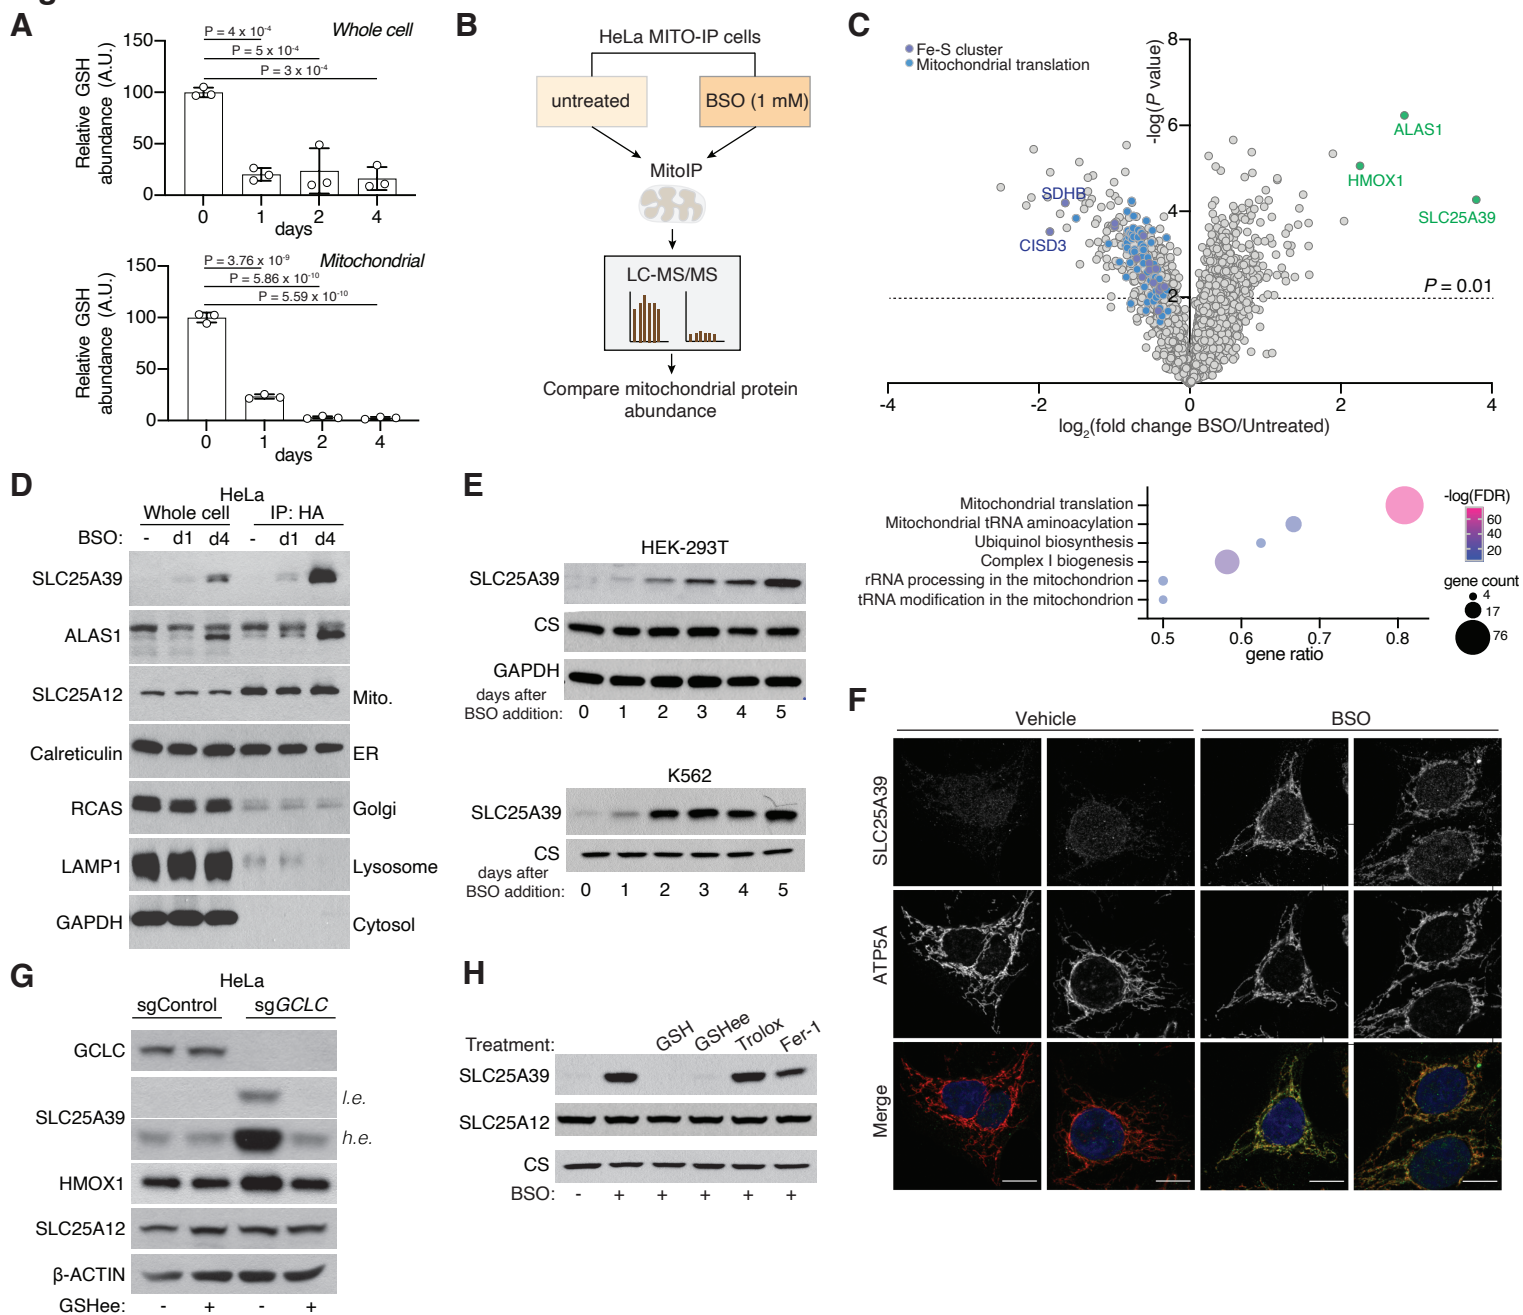 A
Whole cell
P = 4 x 10-4
P = 5 x 10-4
P = 3 x 10-4
Relative GSH
abundance (A.U.)
150
100
50
0
0 1 2 4
days
Mitochondrial
P = 3.76 x 10-9
P = 5.86 x 10-10
P = 5.59 x 10-10
Relative GSH
abundance (A.U.)
150
100
50
0
0 1 2 4
days
B
HeLa MITO-IP cells
untreated
BSO (1 mM)
MitoIP
LC-MS/MS
Compare mitochondrial protein
abundance
C
Fe-S cluster
Mitochondrial translation
-log(P value)
8
6
4
2
ALAS1
HMOX1
SLC25A39
SDHB
CISD3
P = 0.01
-4 -2 0 2 4
log2(fold change BSO/Untreated)
Mitochondrial translation
Mitochondrial tRNA aminoacylation
Ubiquinol biosynthesis
Complex I biogenesis
rRNA processing in the mitochondrion
tRNA modification in the mitochondrion
0.5 0.6 0.7 0.8
gene ratio
-log(FDR)
60
40
20
gene count
4
17
76
D
HeLa
Whole cell IP: HA
BSO: - d1 d4 - d1 d4
SLC25A39
ALAS1
SLC25A12 Mito.
Calreticulin ER
RCAS Golgi
LAMP1 Lysosome
GAPDH Cytosol
E
HEK-293T
SLC25A39
CS
GAPDH
days after
BSO addition: 0 1 2 3 4 5
K562
SLC25A39
CS
days after
BSO addition: 0 1 2 3 4 5
F
Vehicle BSO
SLC25A39
ATP5A
Merge
G
HeLa
sgControl sgGCLC
GCLC
SLC25A39
l.e.
h.e.
HMOX1
SLC25A12
β-ACTIN
GSHee: - + - +
H
Treatment: GSH GSHee Trolox Fer-1
SLC25A39
SLC25A12
CS
BSO: - + + + + +